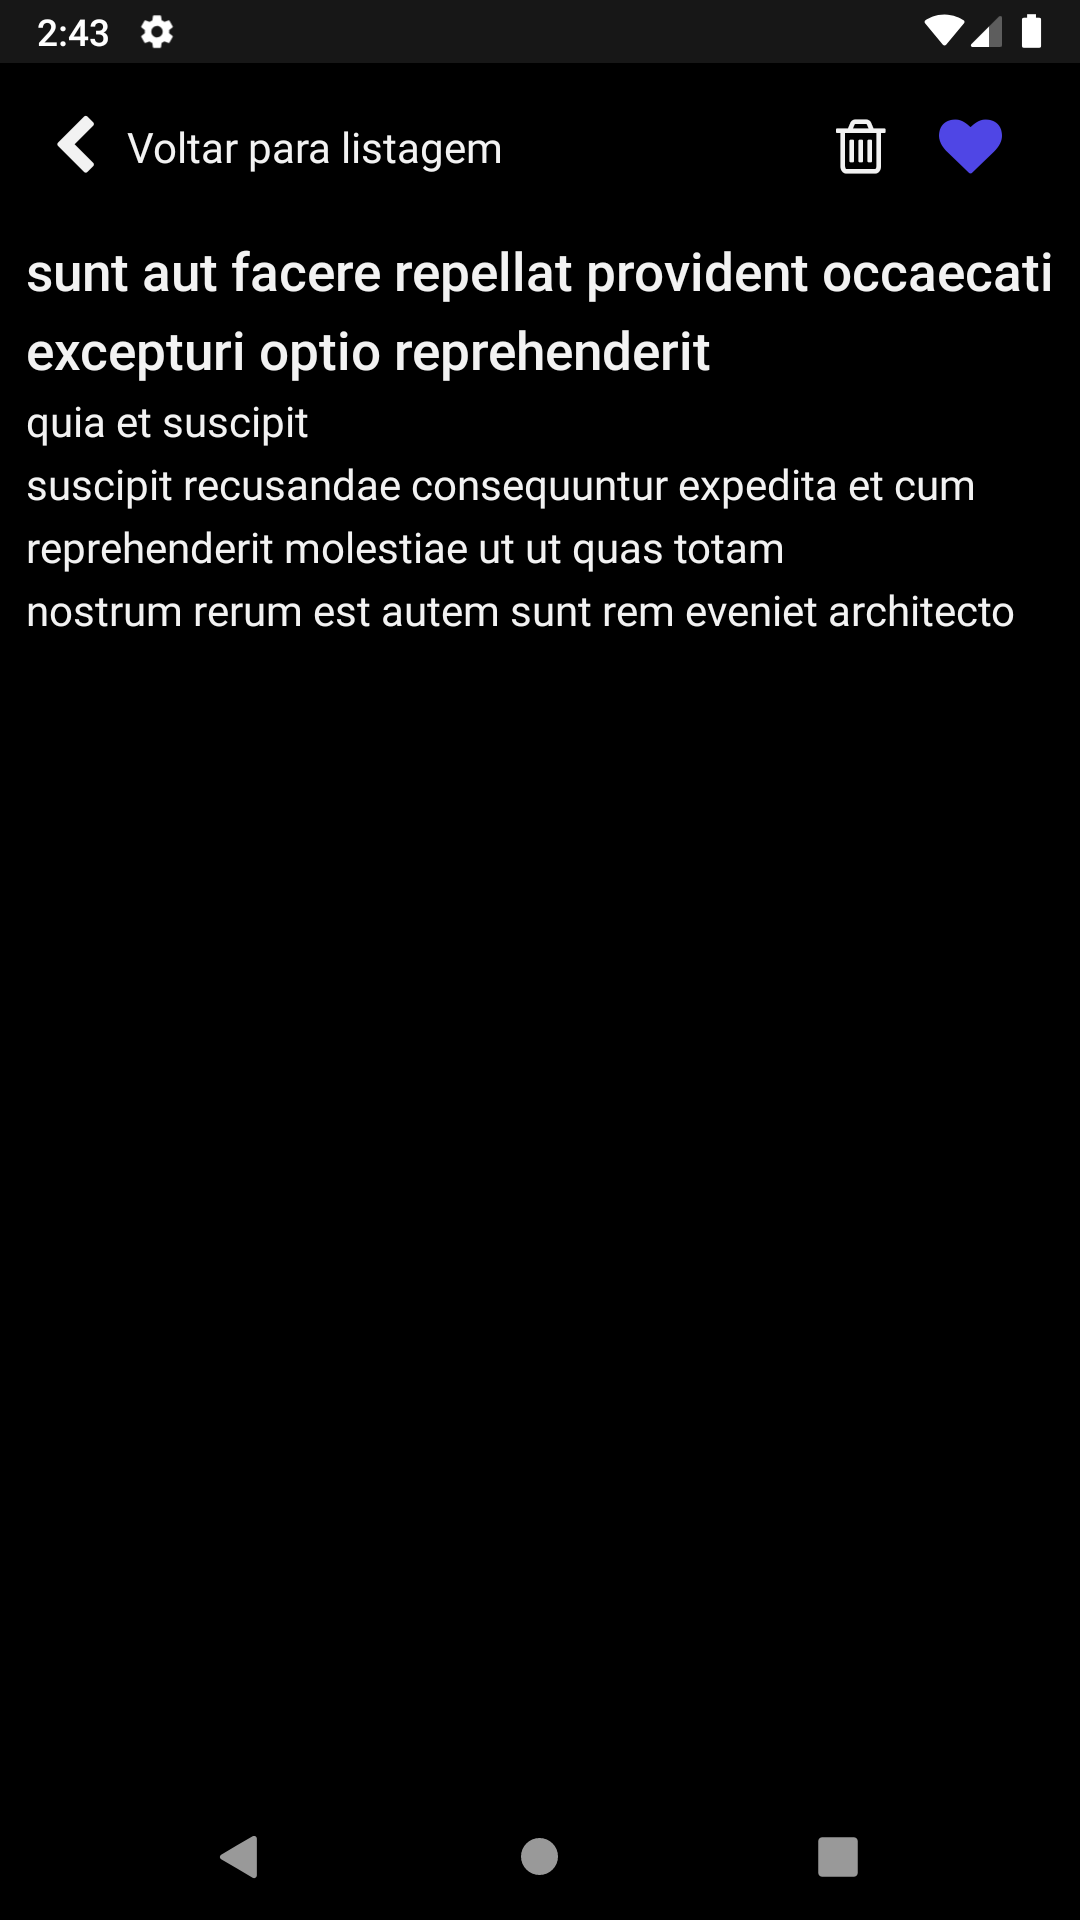 2:43
Voltar para listagem
sunt aut facere repellat provident occaecati
excepturi optio reprehenderit
quia et suscipit
suscipit recusandae consequuntur expedita et cum
reprehenderit molestiae ut ut quas totam
nostrum rerum est autem sunt rem eveniet architecto